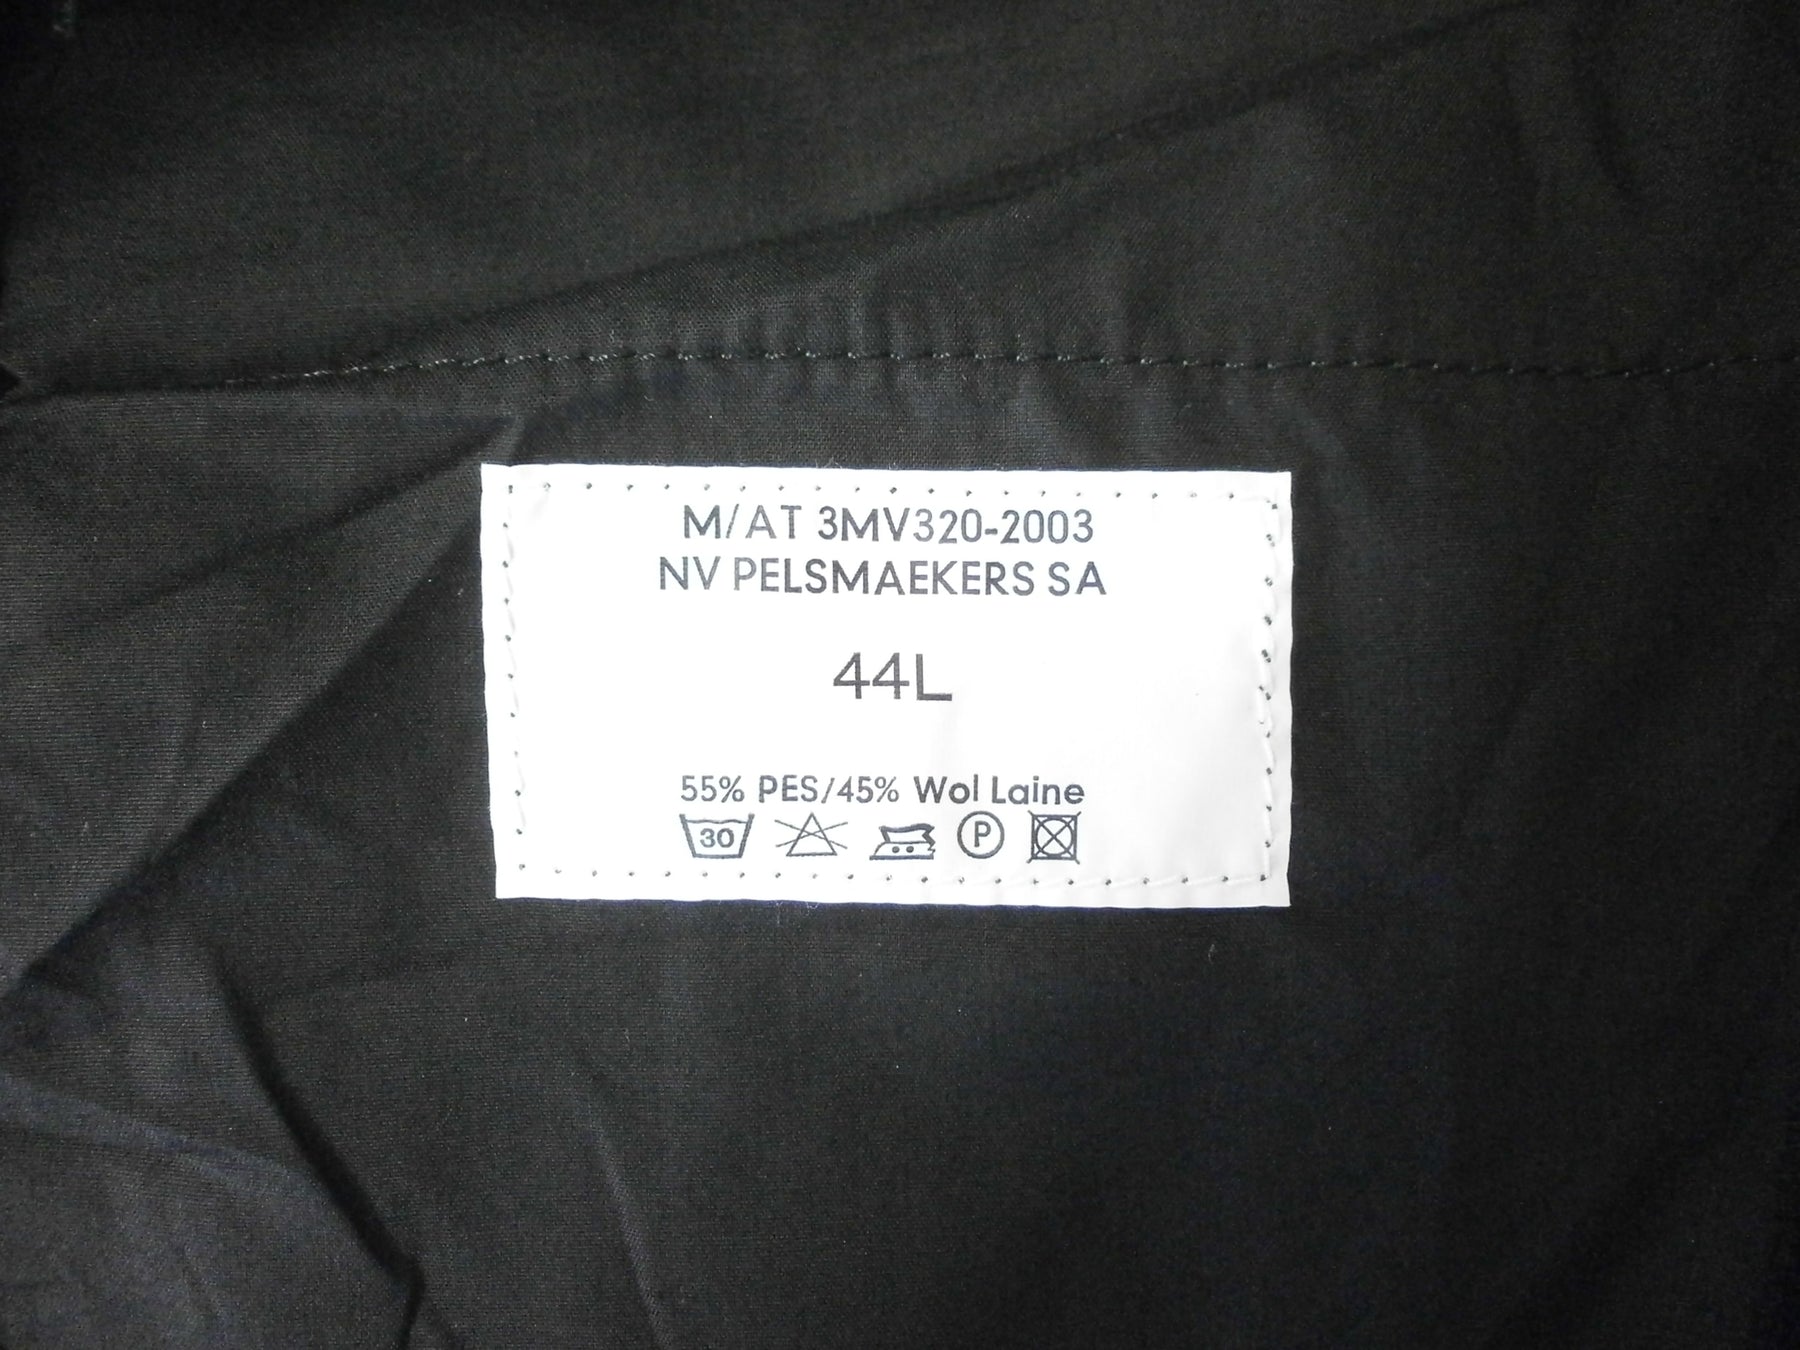 M/AT 3MV320-2003
NV PELSMAEKERS SA
44L
55% PES/45% Wol Laine
30 P